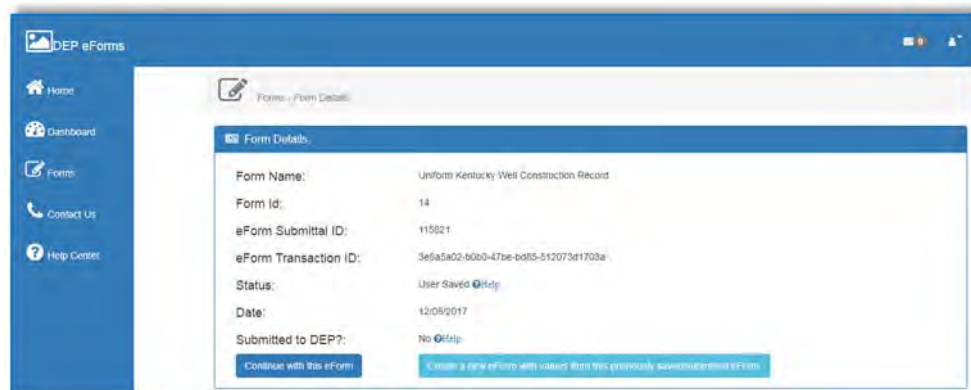 DEP eForms
0
Home
Dashboard
Forms
Contact Us
Help Center
Forms - Form Details
Form Details
Form Name: Uniform Kentucky Well Construction Record
Form Id: 14
eForm Submittal ID: 115821
eForm Transaction ID: 3e5a5a02-b0b0-47be-bd85-512073d1703a
Status: User Saved Help
Date: 12/05/2017
Submitted to DEP?: No Help
Continue with this eForm
Create a new eForm with values from this previously saved/submitted eForm